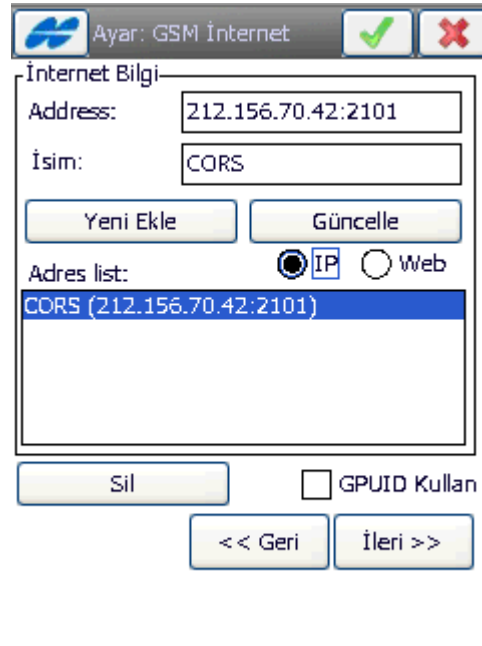 Ayar: GSM İnternet
İnternet Bilgi
Address: 212.156.70.42:2101
İsim: CORS
Yeni Ekle Güncelle
Adres list: IP Web
CORS (212.156.70.42:2101)
Sil GPUID Kullan
<< Geri İleri >>